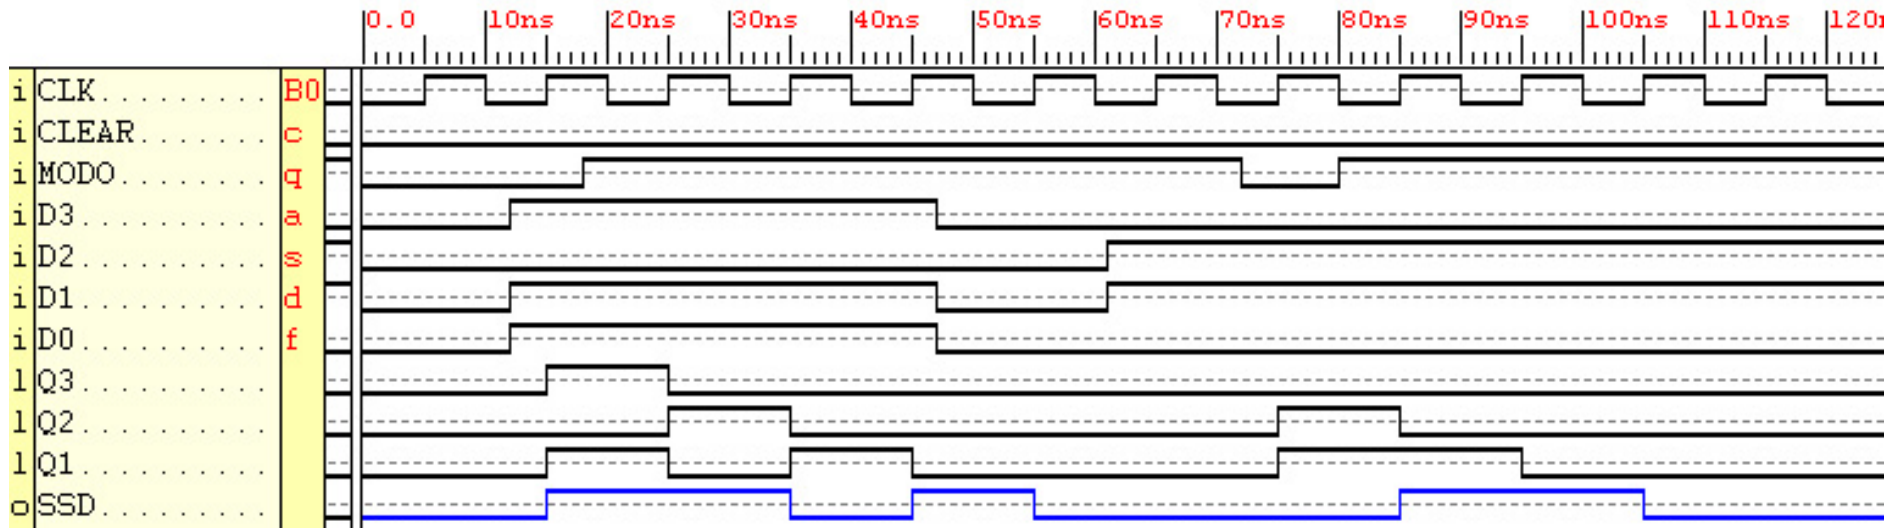 0.0 10ns 20ns 30ns 40ns 50ns 60ns 70ns 80ns 90ns 100ns 110ns 120n
i CLK......... B0
i CLEAR....... c
i MODO........ q
i D3.......... a
i D2.......... s
i D1.......... d
i D0.......... f
l Q3..........
l Q2..........
l Q1..........
o SSD.........